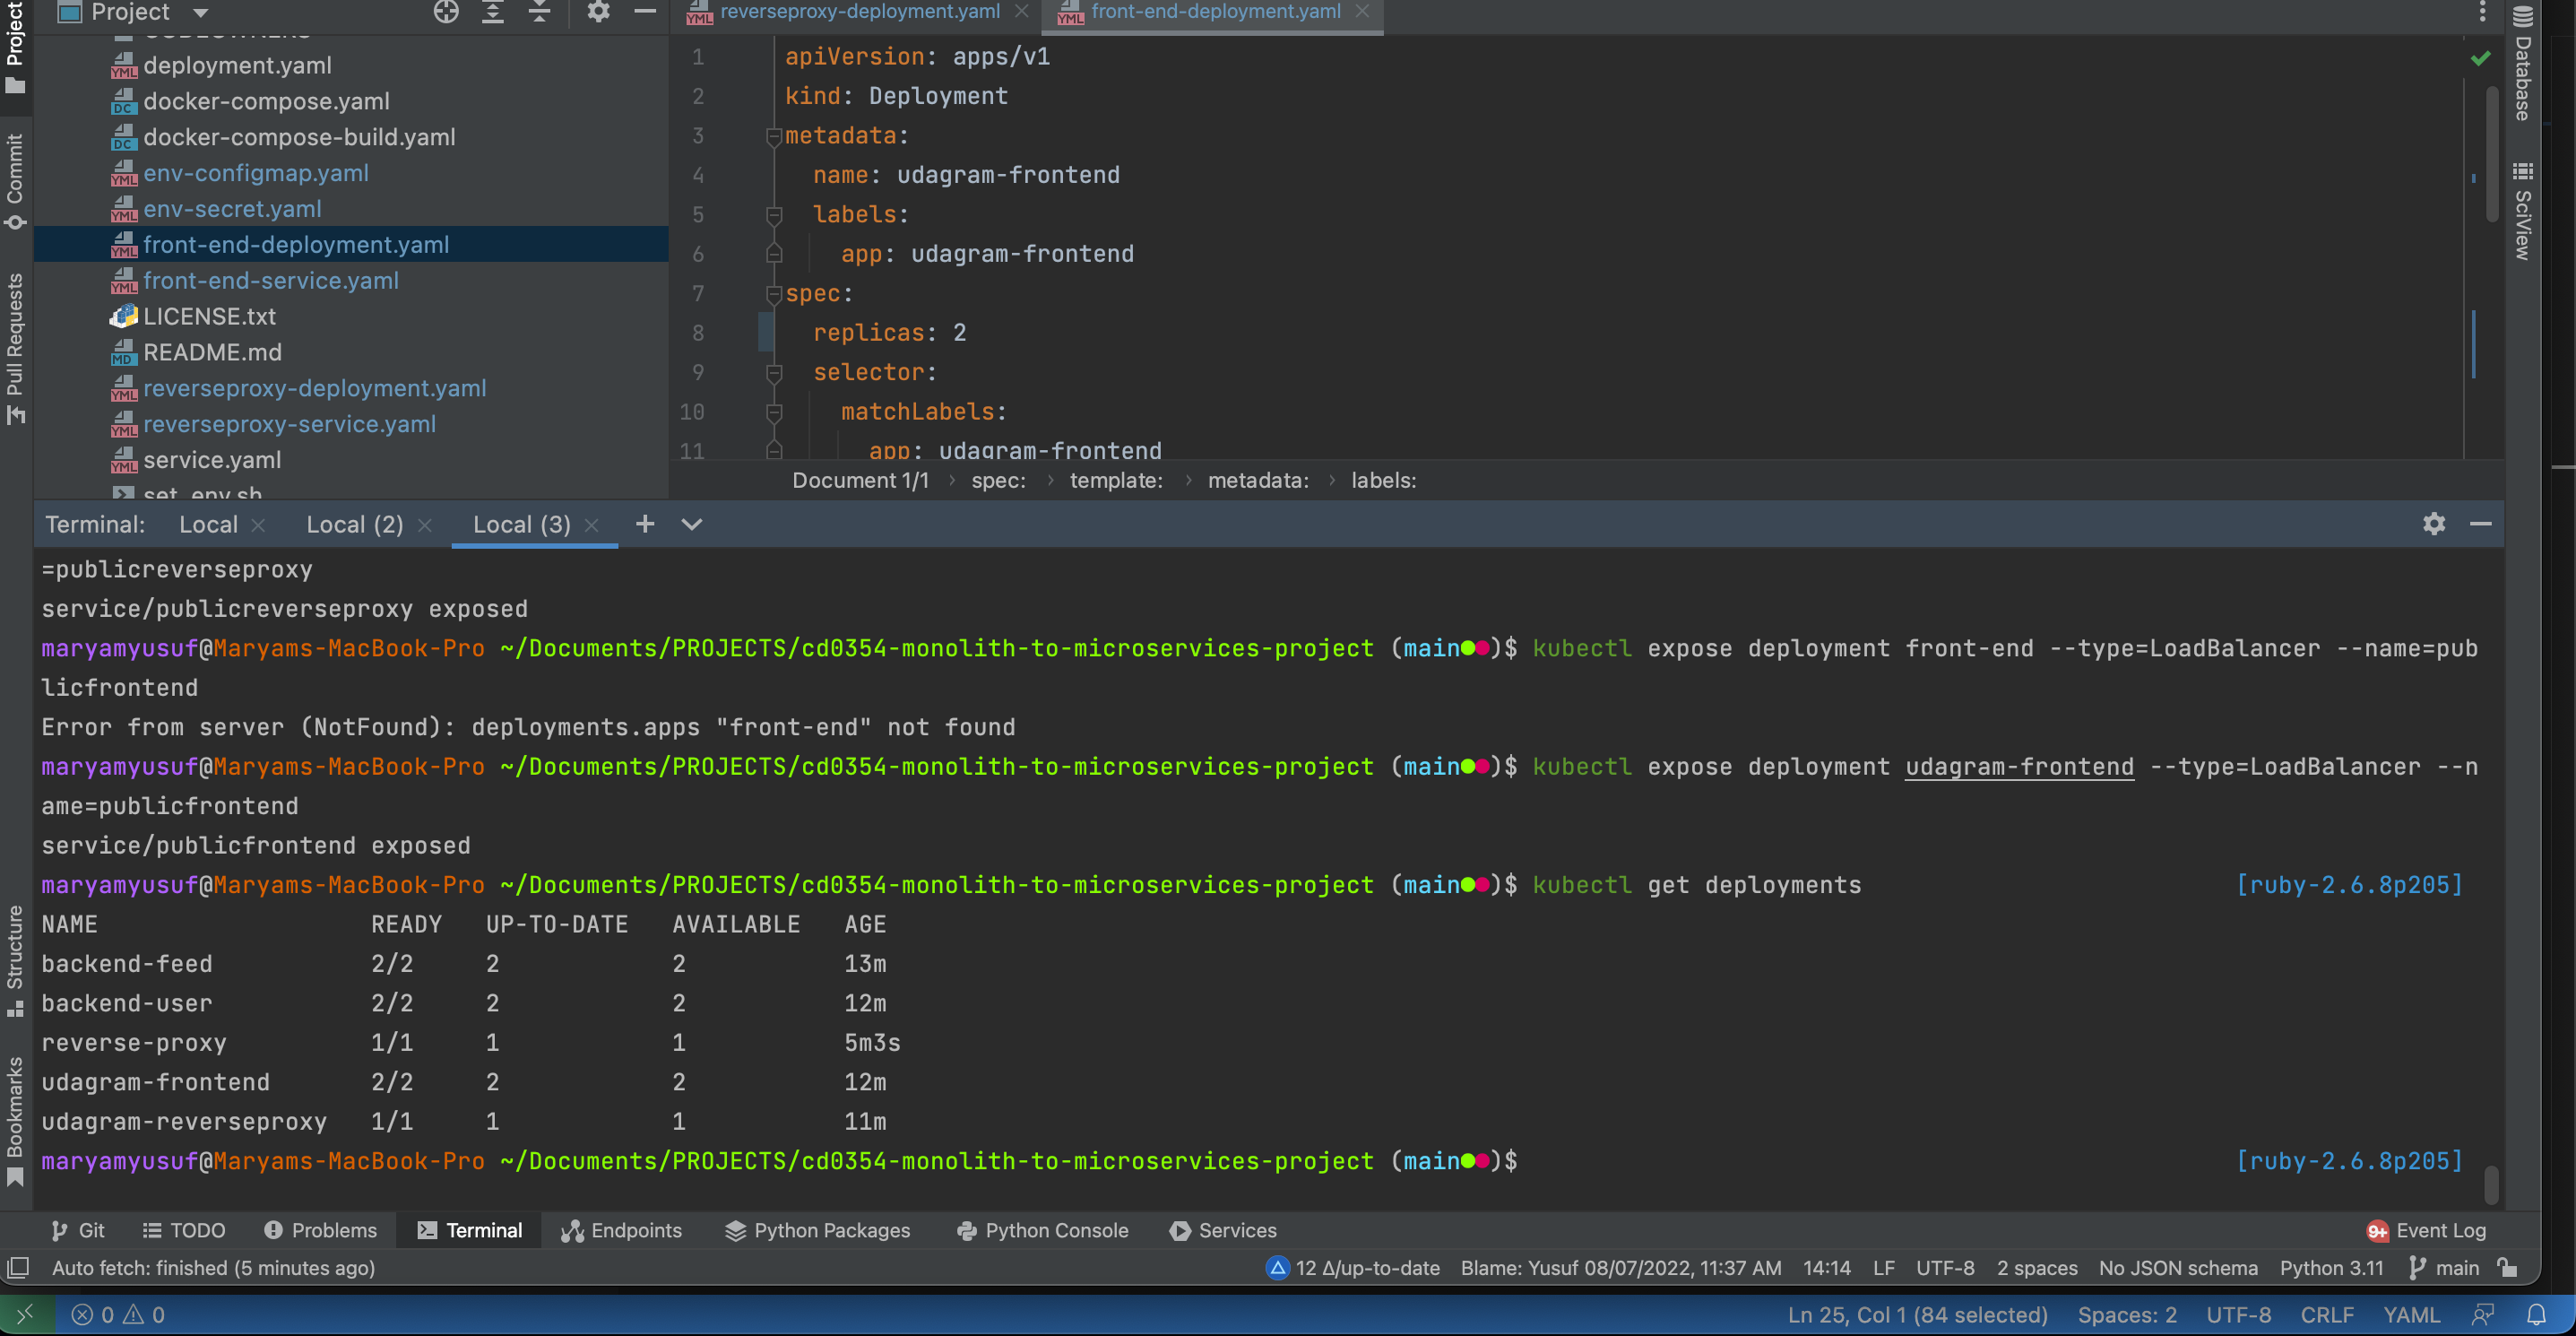 Project
reverseproxy-deployment.yaml
front-end-deployment.yaml
Project
Commit
Pull Requests
Structure
Bookmarks
Database
SciView
deployment.yaml
docker-compose.yaml
docker-compose-build.yaml
env-configmap.yaml
env-secret.yaml
front-end-deployment.yaml
front-end-service.yaml
LICENSE.txt
README.md
reverseproxy-deployment.yaml
reverseproxy-service.yaml
service.yaml
set_env.sh
1 apiVersion: apps/v1
2 kind: Deployment
3 metadata:
4 name: udagram-frontend
5 labels:
6 app: udagram-frontend
7 spec:
8 replicas: 2
9 selector:
10 matchLabels:
11 app: udagram-frontend
Document 1/1 › spec: › template: › metadata: › labels:
Terminal: Local Local (2) Local (3)
=publicreverseproxy
service/publicreverseproxy exposed
maryamyusuf@Maryams-MacBook-Pro ~/Documents/PROJECTS/cd0354-monolith-to-microservices-project (main)$ kubectl expose deployment front-end --type=LoadBalancer --name=pub
licfrontend
Error from server (NotFound): deployments.apps "front-end" not found
maryamyusuf@Maryams-MacBook-Pro ~/Documents/PROJECTS/cd0354-monolith-to-microservices-project (main)$ kubectl expose deployment udagram-frontend --type=LoadBalancer --n
ame=publicfrontend
service/publicfrontend exposed
maryamyusuf@Maryams-MacBook-Pro ~/Documents/PROJECTS/cd0354-monolith-to-microservices-project (main)$ kubectl get deployments [ruby-2.6.8p205]
NAME READY UP-TO-DATE AVAILABLE AGE
backend-feed 2/2 2 2 13m
backend-user 2/2 2 2 12m
reverse-proxy 1/1 1 1 5m3s
udagram-frontend 2/2 2 2 12m
udagram-reverseproxy 1/1 1 1 11m
maryamyusuf@Maryams-MacBook-Pro ~/Documents/PROJECTS/cd0354-monolith-to-microservices-project (main)$ [ruby-2.6.8p205]
Git TODO Problems Terminal Endpoints Python Packages Python Console Services 9+ Event Log
Auto fetch: finished (5 minutes ago) 12 Δ/up-to-date Blame: Yusuf 08/07/2022, 11:37 AM 14:14 LF UTF-8 2 spaces No JSON schema Python 3.11 main
0 0 Ln 25, Col 1 (84 selected) Spaces: 2 UTF-8 CRLF YAML